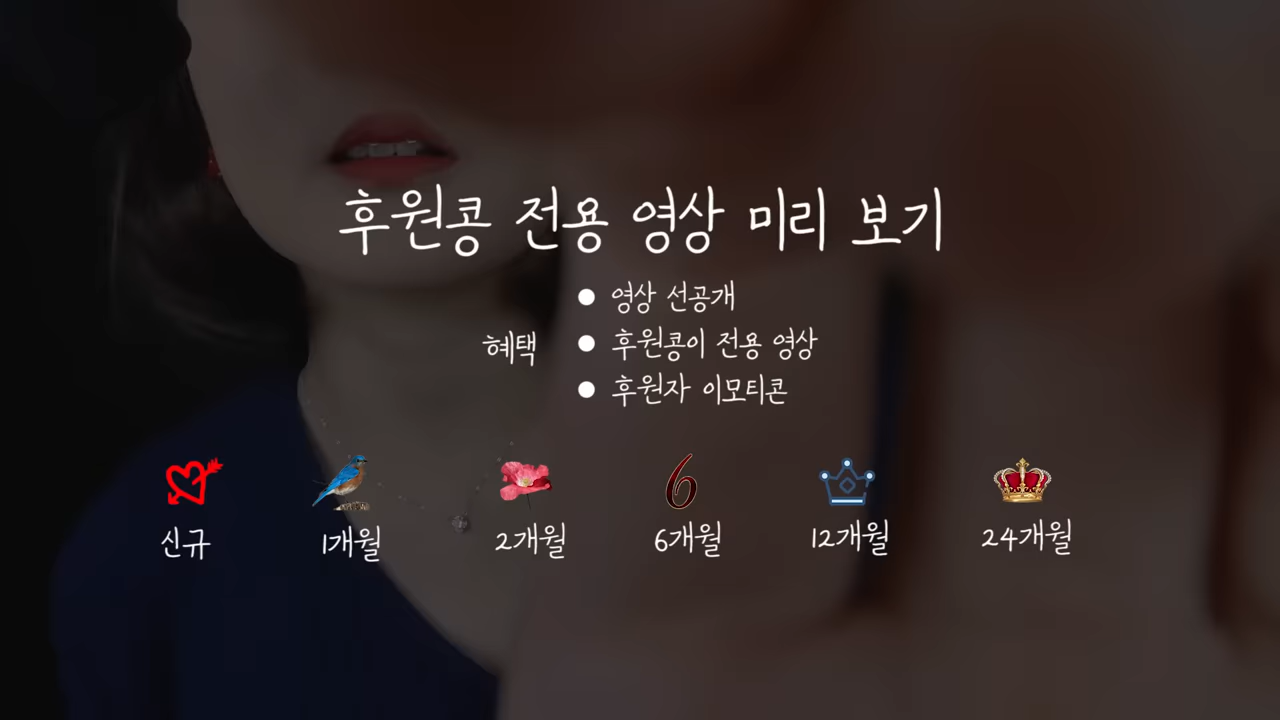 후원콩 전용 영상 미리 보기
혜택
● 영상 선공개
● 후원콩이 전용 영상
● 후원자 이모티콘
6
신규 1개월 2개월 6개월 12개월 24개월